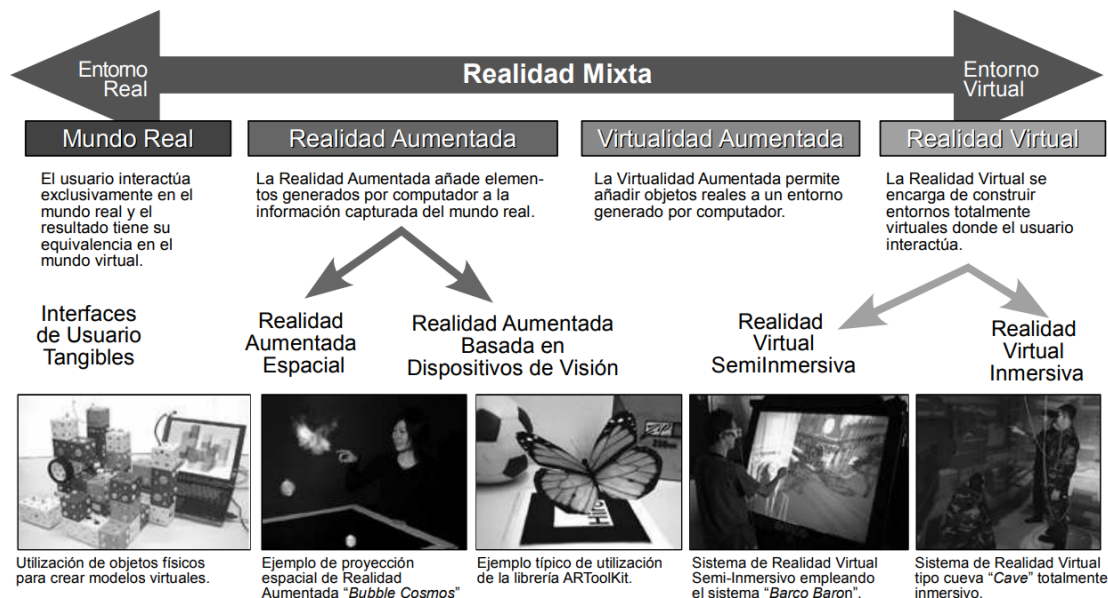 Entorno
Real
Realidad Mixta
Entorno
Virtual
Mundo Real
Realidad Aumentada
Virtualidad Aumentada
Realidad Virtual
El usuario interactúa
exclusivamente en el
mundo real y el
resultado tiene su
equivalencia en el
mundo virtual.
La Realidad Aumentada añade elemen-
tos generados por computador a la
información capturada del mundo real.
La Virtualidad Aumentada permite
añadir objetos reales a un entorno
generado por computador.
La Realidad Virtual se
encarga de construir
entornos totalmente
virtuales donde el usuario
interactúa.
Interfaces
de Usuario
Tangibles
Realidad
Aumentada
Espacial
Realidad Aumentada
Basada en
Dispositivos de Visión
Realidad
Virtual
SemiInmersiva
Realidad
Virtual
Inmersiva
Utilización de objetos físicos
para crear modelos virtuales.
Ejemplo de proyección
espacial de Realidad
Aumentada “Bubble Cosmos”
Ejemplo típico de utilización
de la librería ARToolKit.
Sistema de Realidad Virtual
Semi-Inmersivo empleando
el sistema “Barco Baron”.
Sistema de Realidad Virtual
tipo cueva “Cave” totalmente
inmersivo.